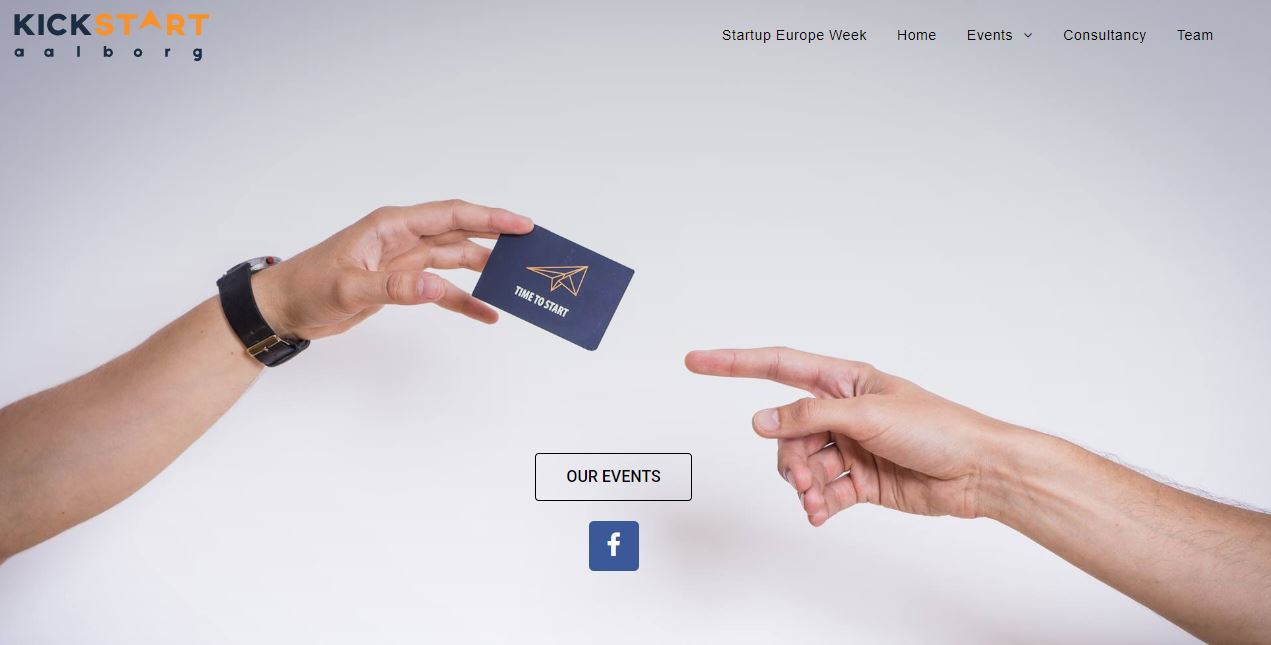 KICKSTART
aalborg
Startup Europe Week
Home
Events
Consultancy
Team
TIME TO START
OUR EVENTS
f